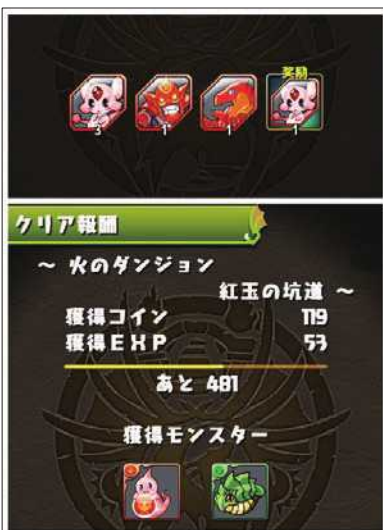 奖励
3 1 1 1
クリア報酬
～ 火のダンジョン
紅玉の坑道 ～
獲得コイン 119
獲得EXP 53
あと 481
獲得モンスター